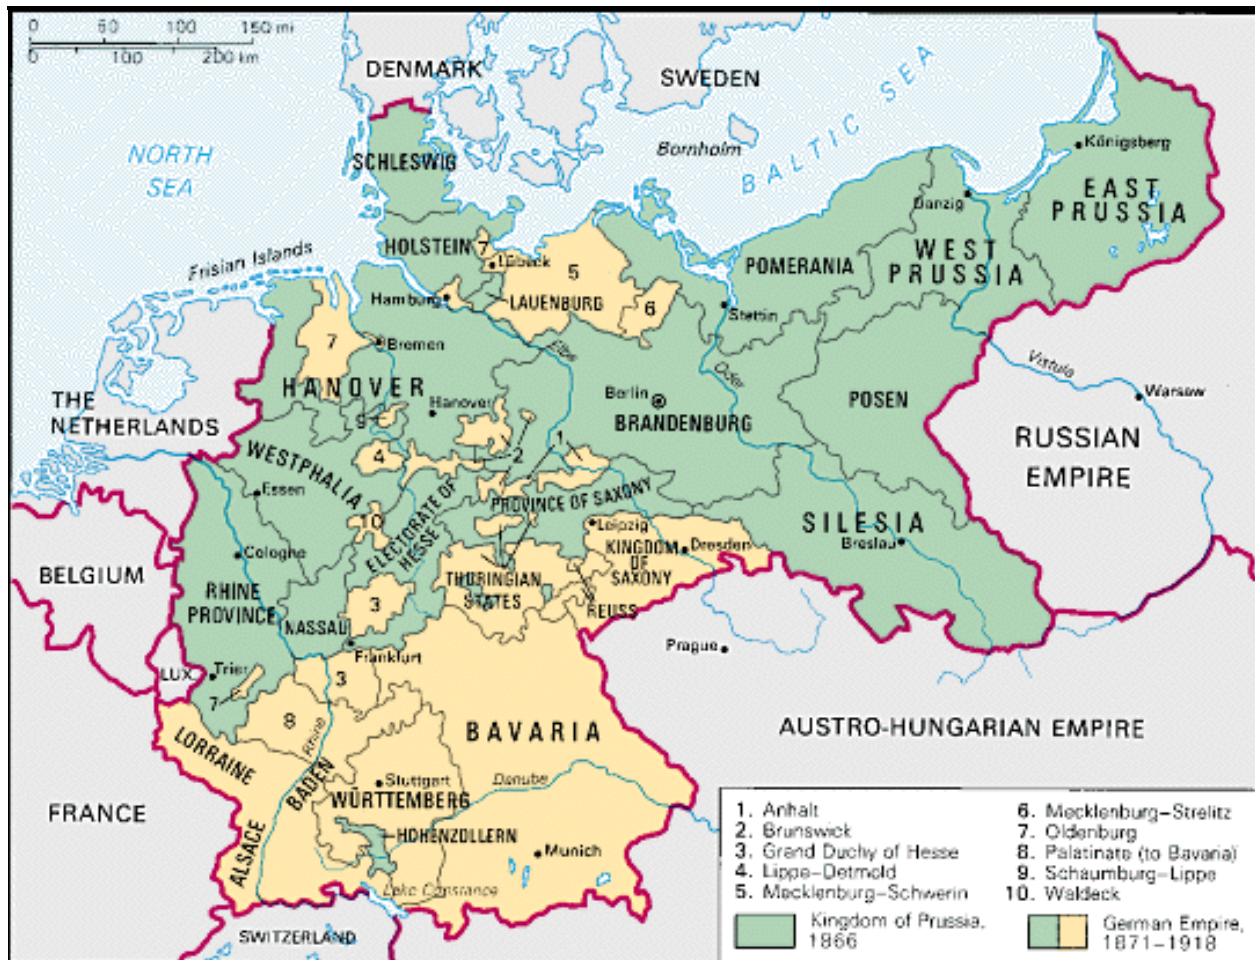 0 50 100 150 mi
0 100 200 km
DENMARK
SWEDEN
NORTH
SEA
BALTIC SEA
Bornholm
Königsberg
SCHLESWIG
EAST
PRUSSIA
Danzig
HOLSTEIN
7
Lübeck
WEST
PRUSSIA
POMERANIA
Frisian Islands
5
Hamburg
LAUENBURG
6
Stettin
7
Bremen
Elbe
Oder
Vistula
HANOVER
Berlin
Warsaw
THE
NETHERLANDS
9
Hanover
BRANDENBURG
POSEN
RUSSIAN
EMPIRE
WESTPHALIA
4
2
1
Essen
PROVINCE OF SAXONY
10
ELECTORATE OF
HESSE
Leipzig
SILESIA
Breslau
Cologne
KINGDOM
OF
SAXONY
Dresden
BELGIUM
RHINE
PROVINCE
THURINGIAN
STATES
REUSS
3
NASSAU
Frankfurt
Prague
LUX.
Trier
7
3
8
Rhine
BAVARIA
AUSTRO-HUNGARIAN EMPIRE
LORRAINE
BADEN
Stuttgart
Danube
WÜRTTEMBERG
FRANCE
HOHENZOLLERN
ALSACE
Munich
Lake Constance
SWITZERLAND
1. Anhalt
2. Brunswick
3. Grand Duchy of Hesse
4. Lippe-Detmold
5. Mecklenburg-Schwerin
6. Mecklenburg-Strelitz
7. Oldenburg
8. Palatinate (to Bavaria)
9. Schaumburg-Lippe
10. Waldeck
Kingdom of Prussia,
1866
German Empire,
1871-1918